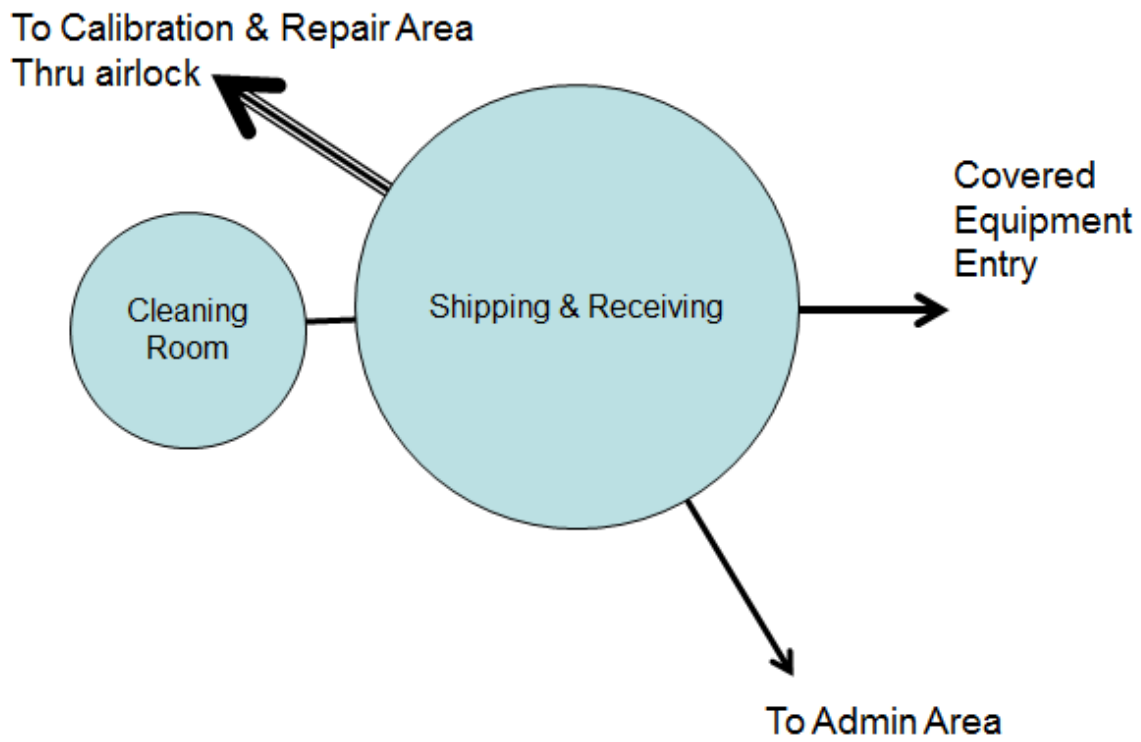 To Calibration & Repair Area
Thru airlock
Covered
Equipment
Entry
Cleaning
Room
Shipping & Receiving
To Admin Area